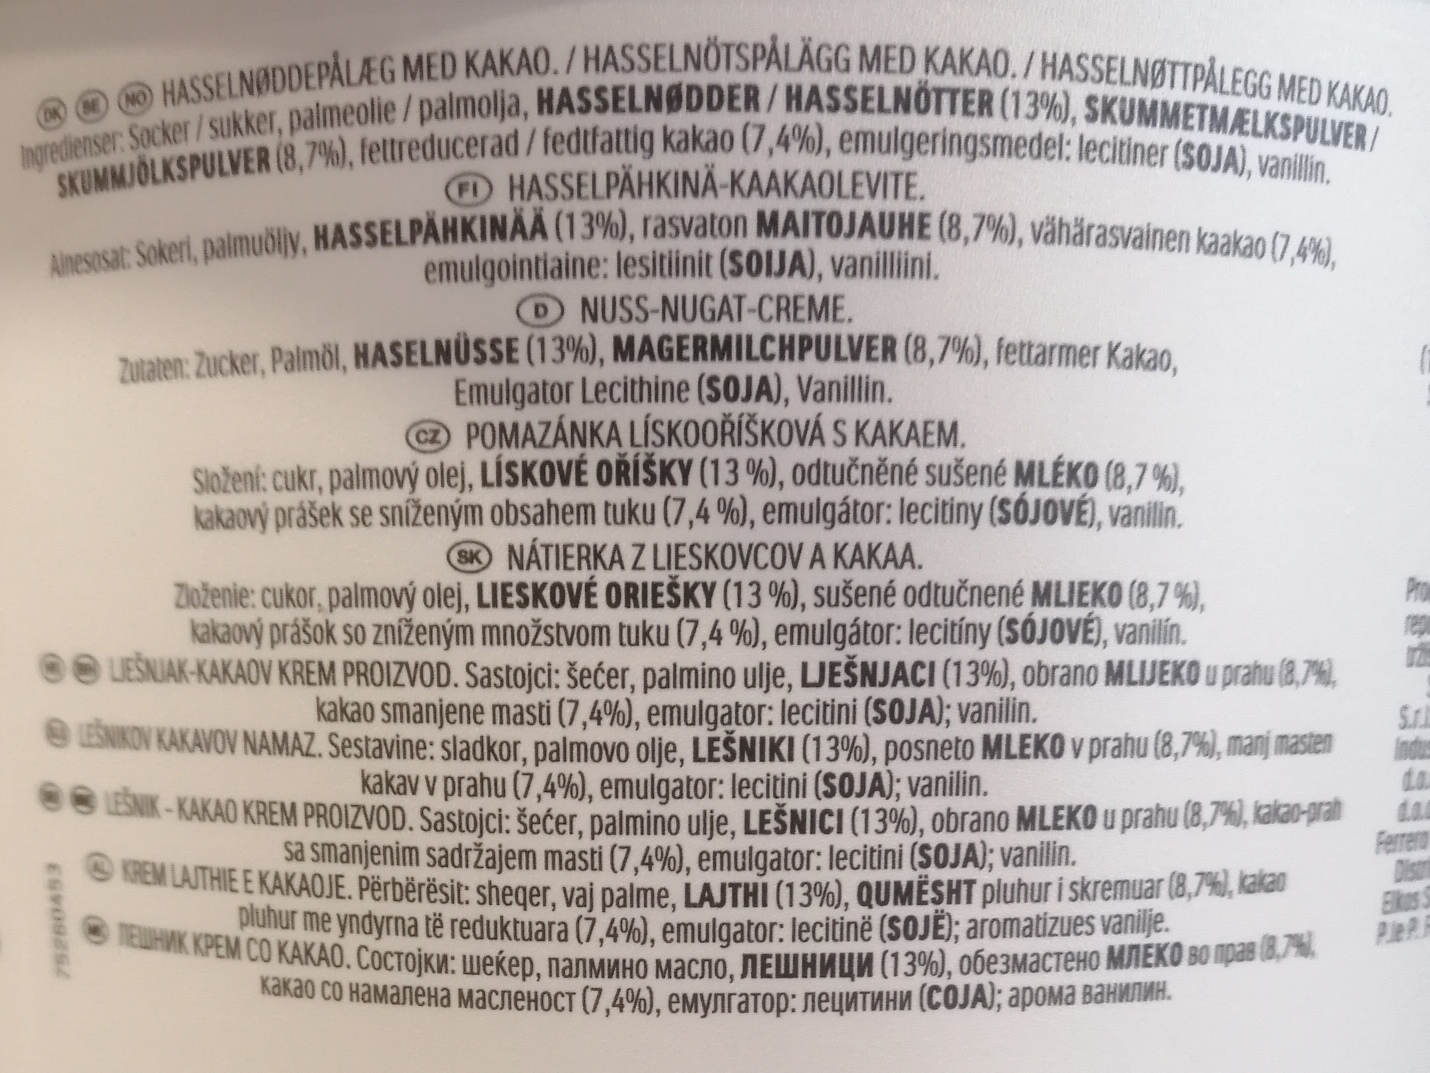 DK SE NO HASSELNØDDEPÅLÆG MED KAKAO. / HASSELNÖTSPÅLÄGG MED KAKAO. / HASSELNØTTPÅLEGG MED KAKAO.
Ingredienser: Socker / sukker, palmeolie / palmolja, HASSELNØDDER / HASSELNÖTTER (13%), SKUMMETMÆLKSPULVER /
SKUMMJÖLKSPULVER (8,7%), fettreducerad / fedtfattig kakao (7,4%), emulgeringsmedel: lecitiner (SOJA), vanillin.
FI HASSELPÄHKINÄ-KAAKAOLEVITE.
Ainesosat: Sokeri, palmuöljy, HASSELPÄHKINÄÄ (13%), rasvaton MAITOJAUHE (8,7%), vähärasvainen kaakao (7,4%),
emulgointiaine: lesitiinit (SOIJA), vanilliini.
D NUSS-NUGAT-CREME.
Zutaten: Zucker, Palmöl, HASELNÜSSE (13%), MAGERMILCHPULVER (8,7%), fettarmer Kakao,
Emulgator Lecithine (SOJA), Vanillin.
CZ POMAZÁNKA LÍSKOOŘÍŠKOVÁ S KAKAEM.
Složení: cukr, palmový olej, LÍSKOVÉ OŘÍŠKY (13 %), odtučněné sušené MLÉKO (8,7 %),
kakaový prášek se sníženým obsahem tuku (7,4 %), emulgátor: lecitiny (SÓJOVÉ), vanilin.
SK NÁTIERKA Z LIESKOVCOV A KAKAA.
Zloženie: cukor, palmový olej, LIESKOVÉ ORIEŠKY (13 %), sušené odtučnené MLIEKO (8,7 %),
kakaový prášok so zníženým množstvom tuku (7,4 %), emulgátor: lecitíny (SÓJOVÉ), vanilín.
LJEŠNJAK-KAKAOV KREM PROIZVOD. Sastojci: šećer, palmino ulje, LJEŠNJACI (13%), obrano MLIJEKO u prahu (8,7%),
kakao smanjene masti (7,4%), emulgator: lecitini (SOJA); vanilin.
LEŠNIKOV KAKAVOV NAMAZ. Sestavine: sladkor, palmovo olje, LEŠNIKI (13%), posneto MLEKO v prahu (8,7%), manj masten
kakav v prahu (7,4%), emulgator: lecitini (SOJA); vanilin.
LEŠNIK - KAKAO KREM PROIZVOD. Sastojci: šećer, palmino ulje, LEŠNICI (13%), obrano MLEKO u prahu (8,7%), kakao-prah
sa smanjenim sadržajem masti (7,4%), emulgator: lecitini (SOJA); vanilin.
AL KREM LAJTHIE E KAKAOJE. Përbërësit: sheqer, vaj palme, LAJTHI (13%), QUMËSHT pluhur i skremuar (8,7%), kakao
pluhur me yndyrna të reduktuara (7,4%), emulgator: lecitinë (SOJË); aromatizues vanilje.
ЛЕШНИК КРЕМ СО КАКАО. Состојки: шеќер, палмино масло, ЛЕШНИЦИ (13%), обезмастено МЛЕКО во прав (8,7%),
какао со намалена масленост (7,4%), емулгатор: лецитини (СОЈА); арома ванилин.
75260453
S.r.l
Ferrero